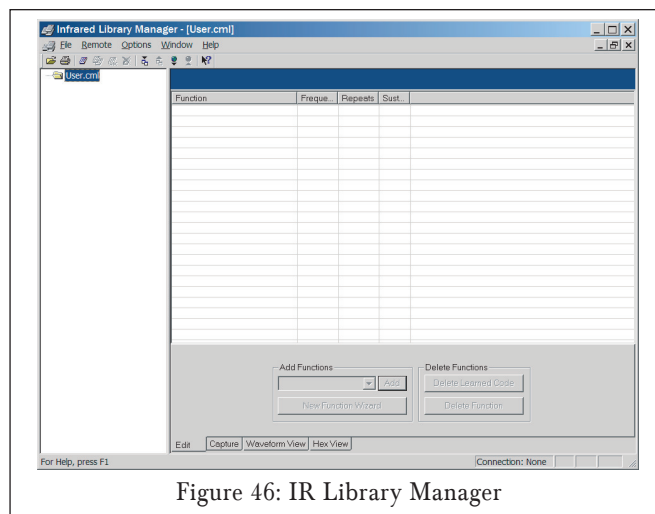 Infrared Library Manager - [User.cml]
File Remote Options Window Help
User.cml
Function Freque... Repeats Sust...
Add Functions
Add
New Function Wizard
Delete Functions
Delete Learned Code
Delete Function
Edit Capture Waveform View Hex View
For Help, press F1
Connection: None
Figure 46: IR Library Manager